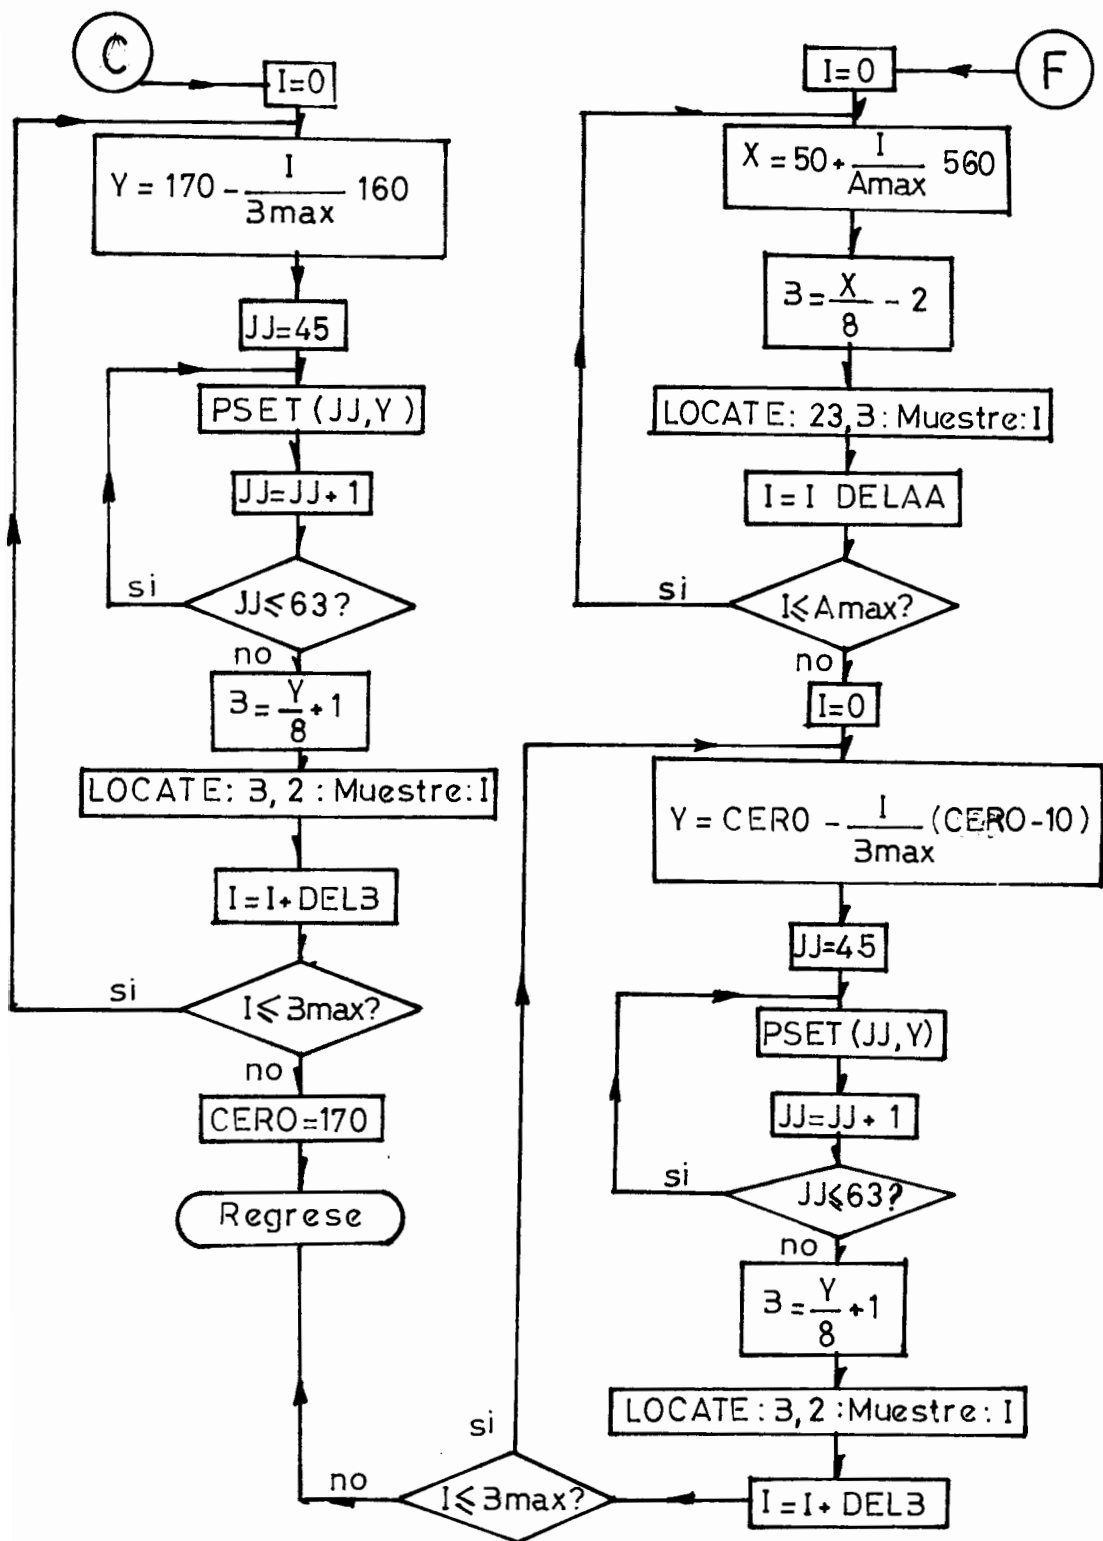 C
I=0
Y = 170 - I/Bmax 160
JJ=45
PSET (JJ,Y)
JJ=JJ+1
JJ≤63?
si
no
B = Y/8 + 1
LOCATE: B,2 : Muestre: I
I=I+DELB
I≤Bmax?
si
no
CERO=170
Regrese
F
I=0
X = 50 + I/Amax 560
B = X/8 - 2
LOCATE: 23,B: Muestre: I
I=I DELAA
I≤Amax?
si
no
I=0
Y = CERO - I/Bmax (CERO-10)
JJ=45
PSET (JJ,Y)
JJ=JJ+1
JJ≤63?
si
no
B = Y/8 + 1
LOCATE: B,2 : Muestre: I
I=I+DELB
I≤Bmax?
si
no